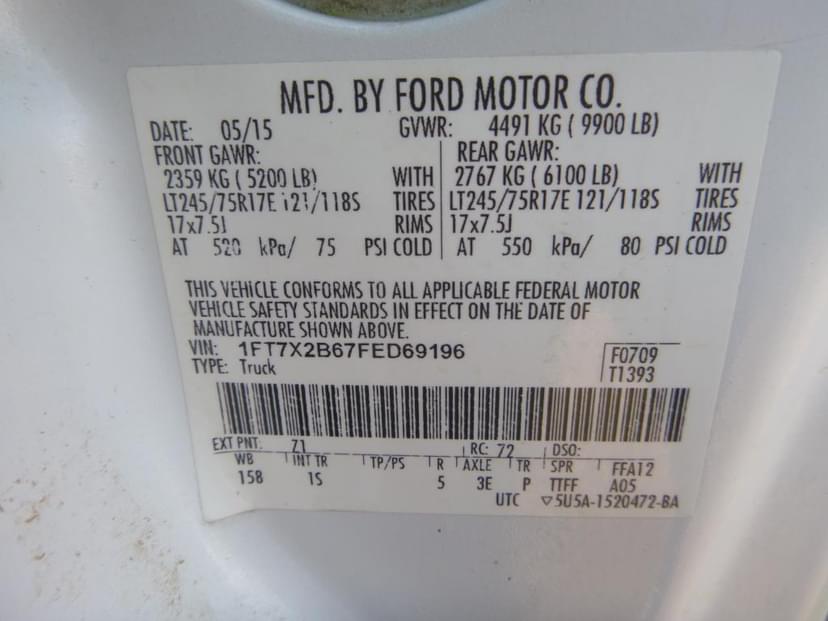 MFD. BY FORD MOTOR CO.
DATE: 05/15 GVWR: 4491 KG ( 9900 LB)
FRONT GAWR: REAR GAWR:
2359 KG ( 5200 LB) WITH 2767 KG ( 6100 LB) WITH
LT245/75R17E 121/118S TIRES LT245/75R17E 121/118S TIRES
17x7.5J RIMS 17x7.5J RIMS
AT 520 kPa/ 75 PSI COLD AT 550 kPa/ 80 PSI COLD
THIS VEHICLE CONFORMS TO ALL APPLICABLE FEDERAL MOTOR
VEHICLE SAFETY STANDARDS IN EFFECT ON THE DATE OF
MANUFACTURE SHOWN ABOVE.
VIN: 1FT7X2B67FED69196 F0709
TYPE: Truck T1393
EXT PNT: Z1 RC: 72 DSO:
WB INT TR TP/PS R AXLE TR SPR FFA12
158 1S 5 3E P TTFF A05
UTC ▽5U5A-1520472-BA